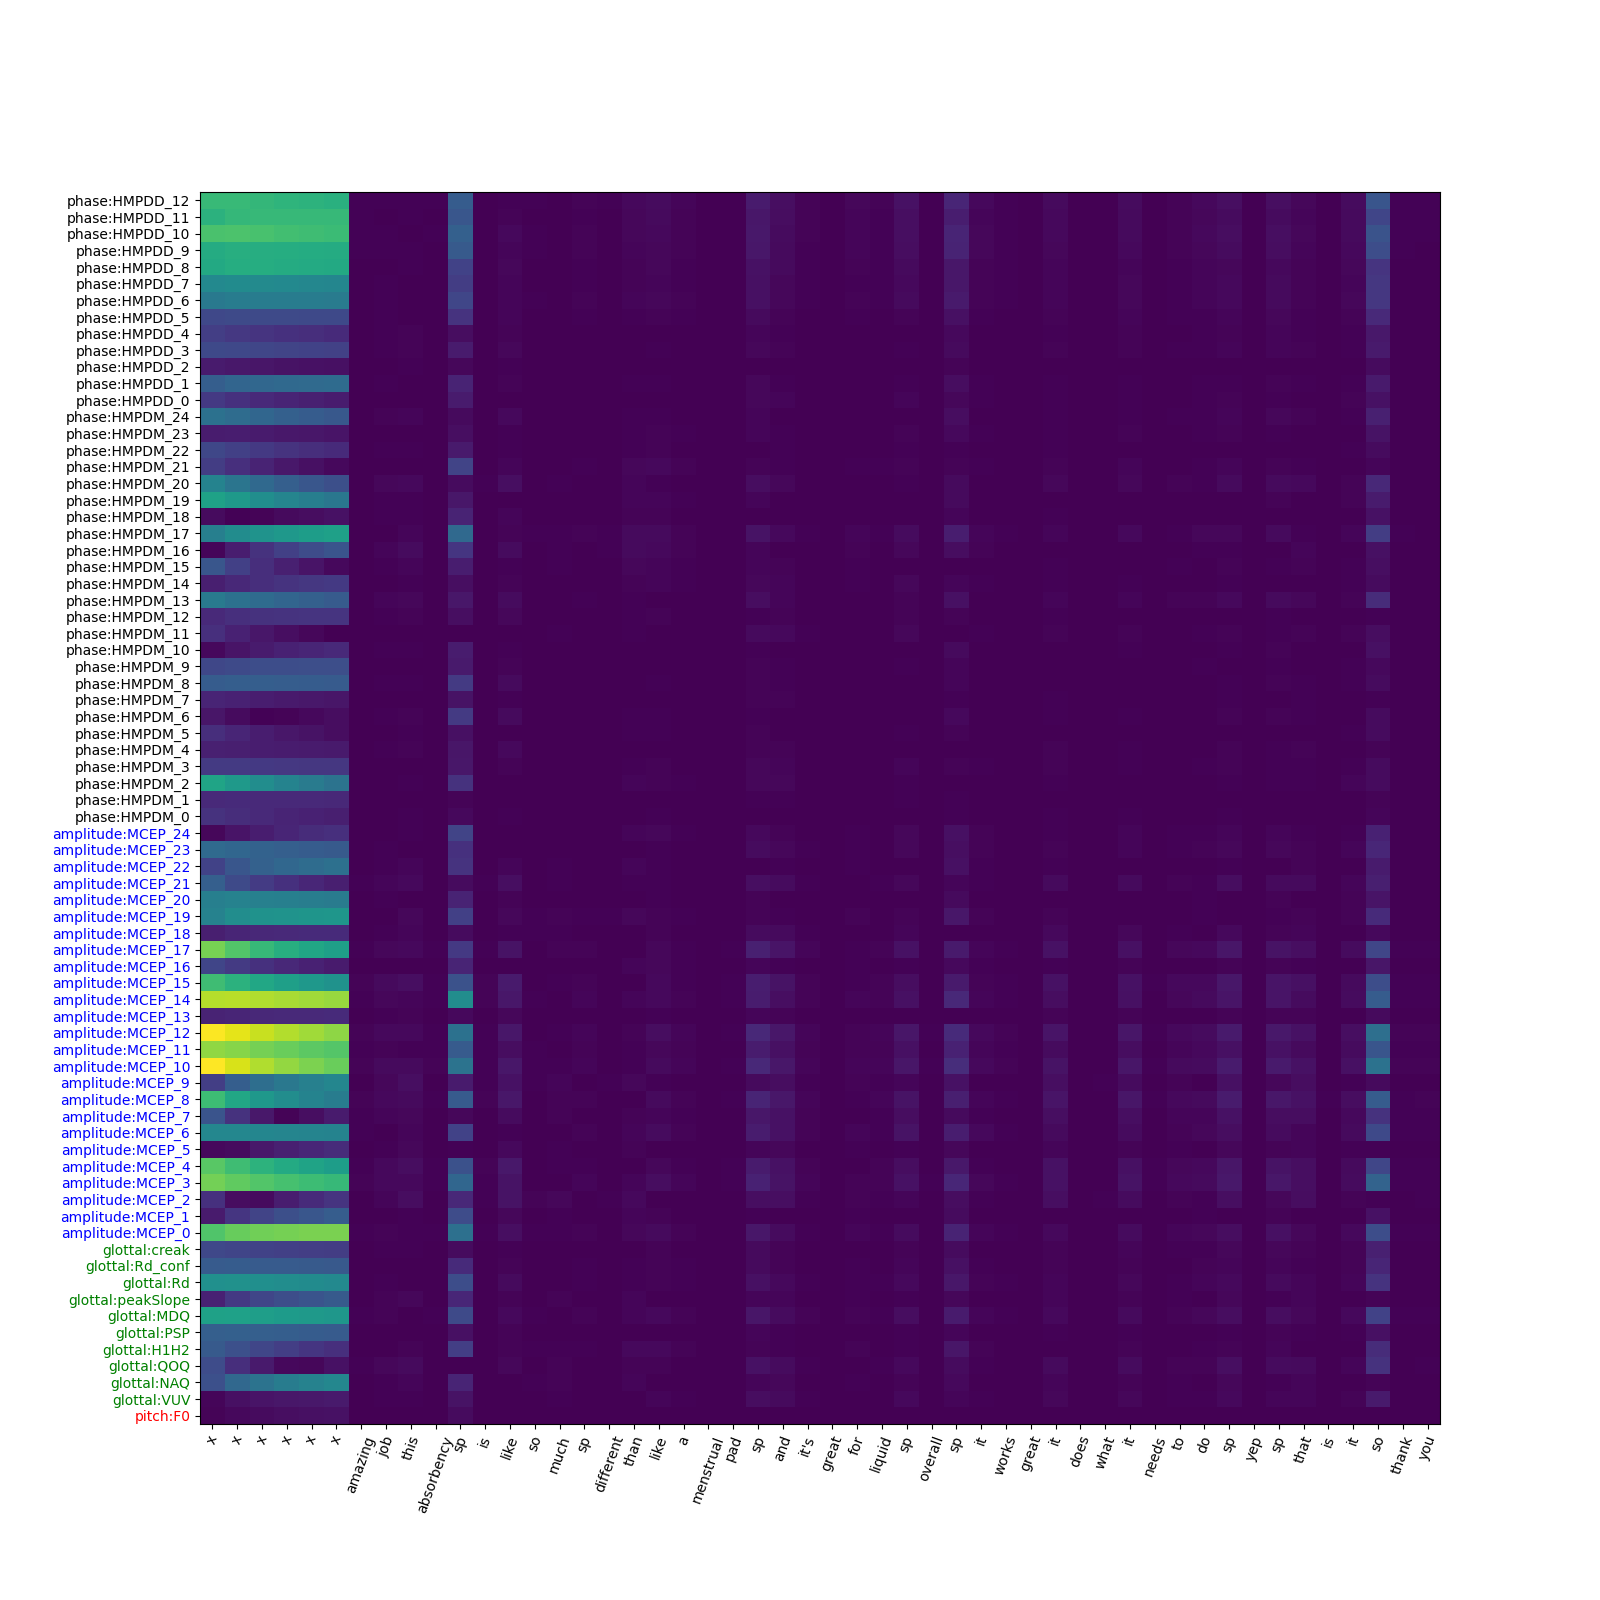 phase:HMPDD_12
phase:HMPDD_11
phase:HMPDD_10
phase:HMPDD_9
phase:HMPDD_8
phase:HMPDD_7
phase:HMPDD_6
phase:HMPDD_5
phase:HMPDD_4
phase:HMPDD_3
phase:HMPDD_2
phase:HMPDD_1
phase:HMPDD_0
phase:HMPDM_24
phase:HMPDM_23
phase:HMPDM_22
phase:HMPDM_21
phase:HMPDM_20
phase:HMPDM_19
phase:HMPDM_18
phase:HMPDM_17
phase:HMPDM_16
phase:HMPDM_15
phase:HMPDM_14
phase:HMPDM_13
phase:HMPDM_12
phase:HMPDM_11
phase:HMPDM_10
phase:HMPDM_9
phase:HMPDM_8
phase:HMPDM_7
phase:HMPDM_6
phase:HMPDM_5
phase:HMPDM_4
phase:HMPDM_3
phase:HMPDM_2
phase:HMPDM_1
phase:HMPDM_0
amplitude:MCEP_24
amplitude:MCEP_23
amplitude:MCEP_22
amplitude:MCEP_21
amplitude:MCEP_20
amplitude:MCEP_19
amplitude:MCEP_18
amplitude:MCEP_17
amplitude:MCEP_16
amplitude:MCEP_15
amplitude:MCEP_14
amplitude:MCEP_13
amplitude:MCEP_12
amplitude:MCEP_11
amplitude:MCEP_10
amplitude:MCEP_9
amplitude:MCEP_8
amplitude:MCEP_7
amplitude:MCEP_6
amplitude:MCEP_5
amplitude:MCEP_4
amplitude:MCEP_3
amplitude:MCEP_2
amplitude:MCEP_1
amplitude:MCEP_0
glottal:creak
glottal:Rd_conf
glottal:Rd
glottal:peakSlope
glottal:MDQ
glottal:PSP
glottal:H1H2
glottal:QOQ
glottal:NAQ
glottal:VUV
pitch:F0
x
x
x
x
x
x
amazing
job
this
absorbency
sp
is
like
so
much
sp
different
than
like
a
menstrual
pad
sp
and
it's
great
for
liquid
sp
overall
sp
it
works
great
it
does
what
it
needs
to
do
sp
yep
sp
that
is
it
so
thank
you